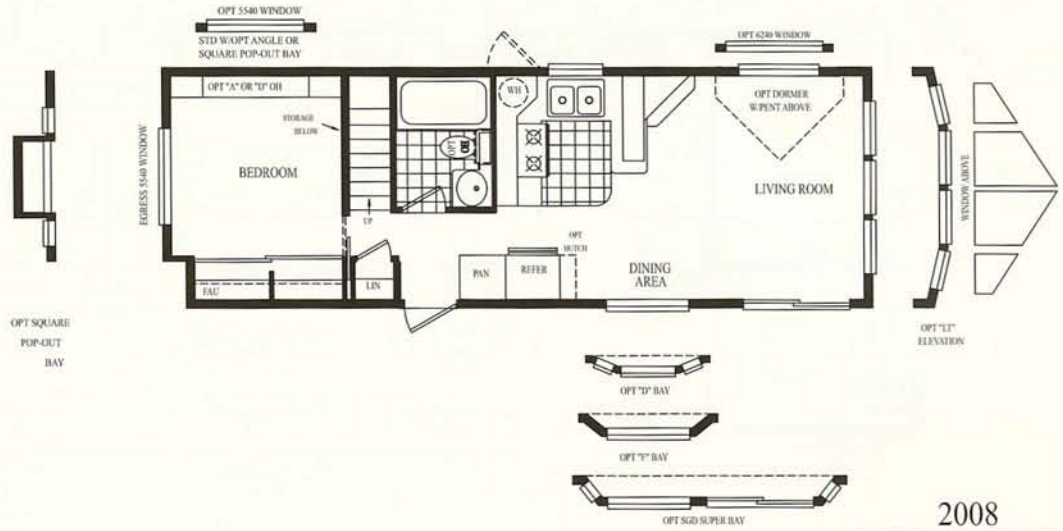 OPT 5540 WINDOW
STD W/OPT ANGLE OR
SQUARE POP-OUT BAY
OPT 6240 WINDOW
OPT "A" OR "D" OH
WH
OPT DORMER
W/PENT ABOVE
STORAGE
BELOW
OPT
EGRESS 5540 WINDOW
BEDROOM
LIVING ROOM
WINDOW ABOVE
UP
OPT
HUTCH
PAN
REFER
DINING
AREA
FAU
LIN
OPT SQUARE
POP-OUT
BAY
OPT "LT"
ELEVATION
OPT "D" BAY
OPT "F" BAY
OPT SGD SUPER BAY
2008